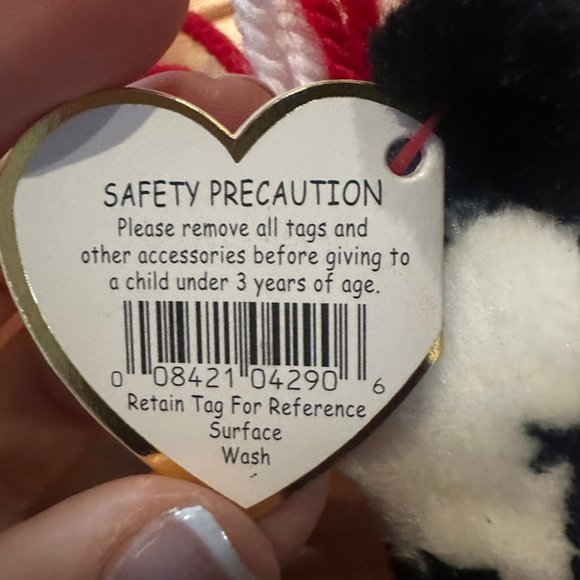 SAFETY PRECAUTION
Please remove all tags and
other accessories before giving to
a child under 3 years of age.
0 08421 04290 6
Retain Tag For Reference
Surface
Wash